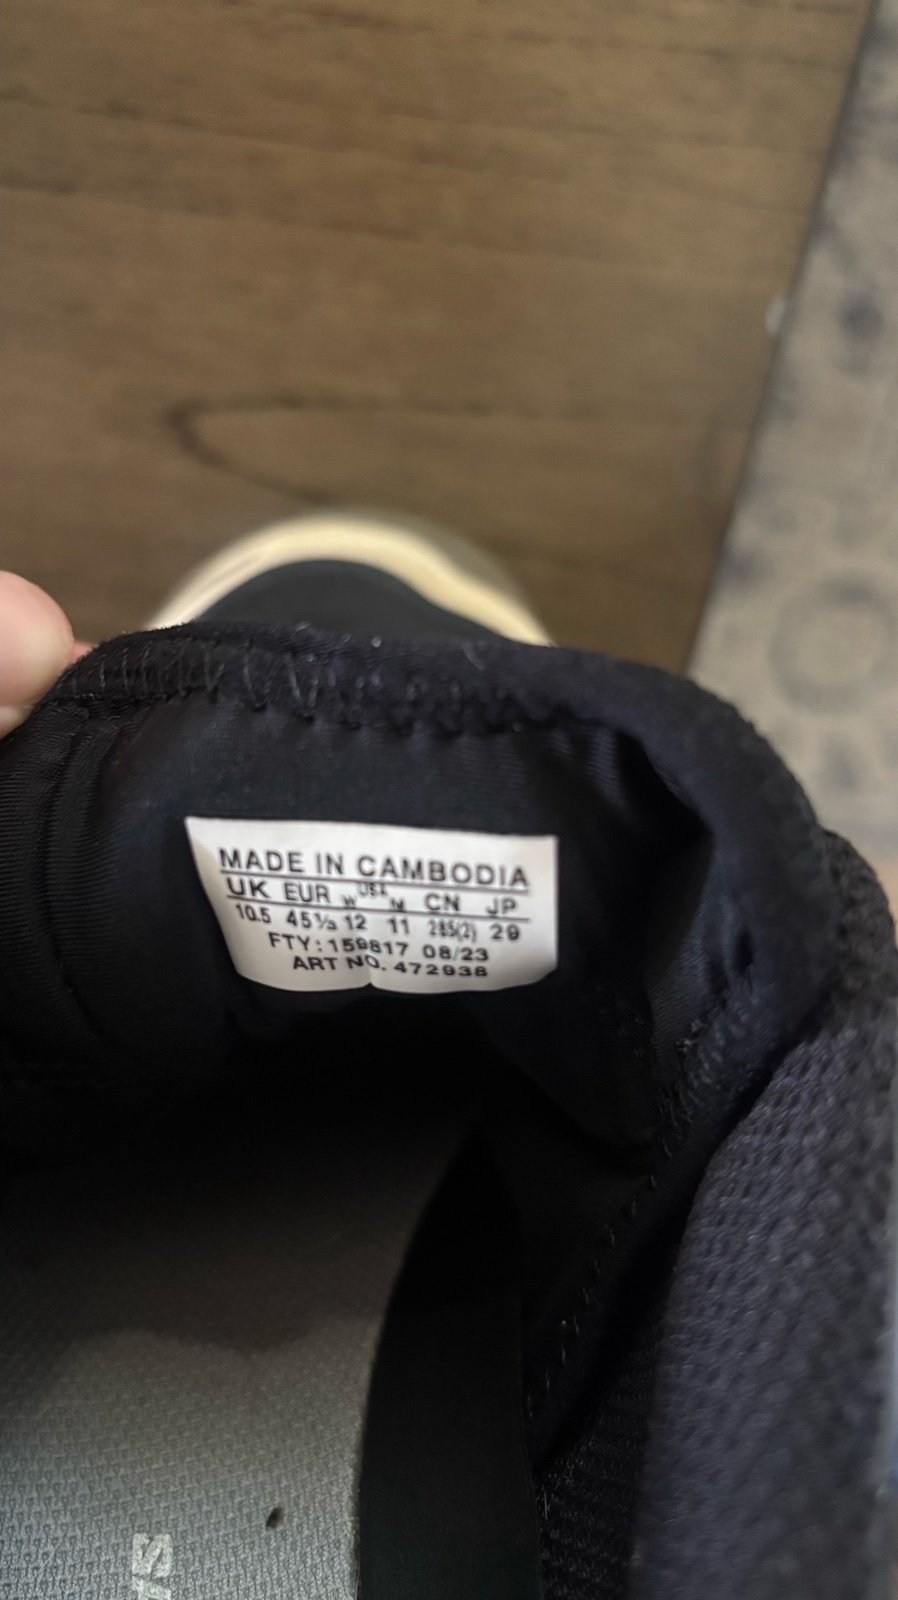 MADE IN CAMBODIA
UK EUR W USA M CN JP
10.5 45⅓ 12 11 285(2) 29
FTY: 159817 08/23
ART NO. 472938